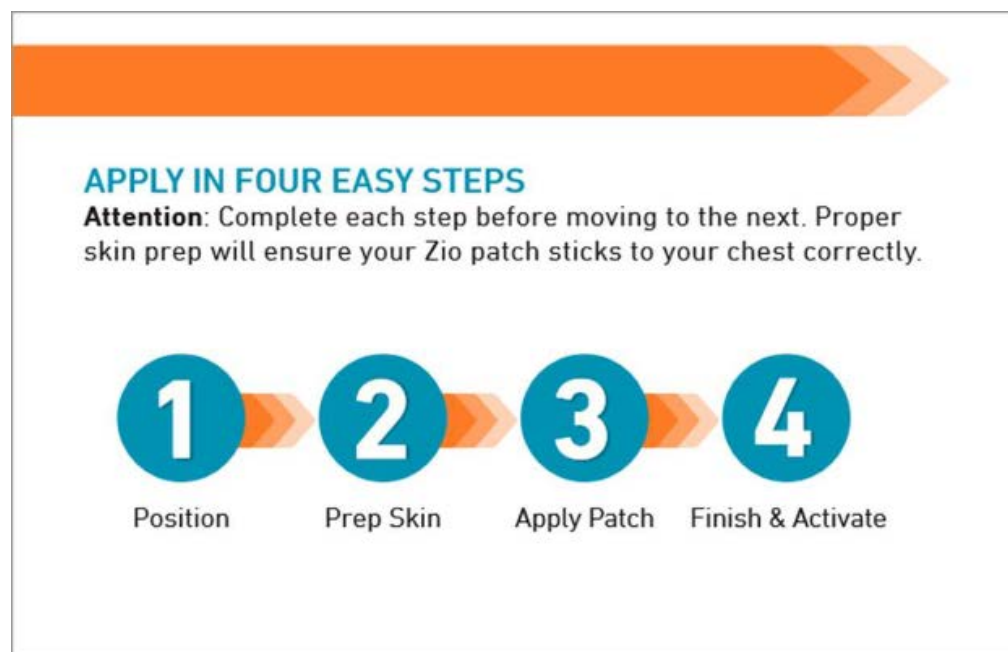 APPLY IN FOUR EASY STEPS
Attention: Complete each step before moving to the next. Proper
skin prep will ensure your Zio patch sticks to your chest correctly.
1 2 3 4
Position Prep Skin Apply Patch Finish & Activate